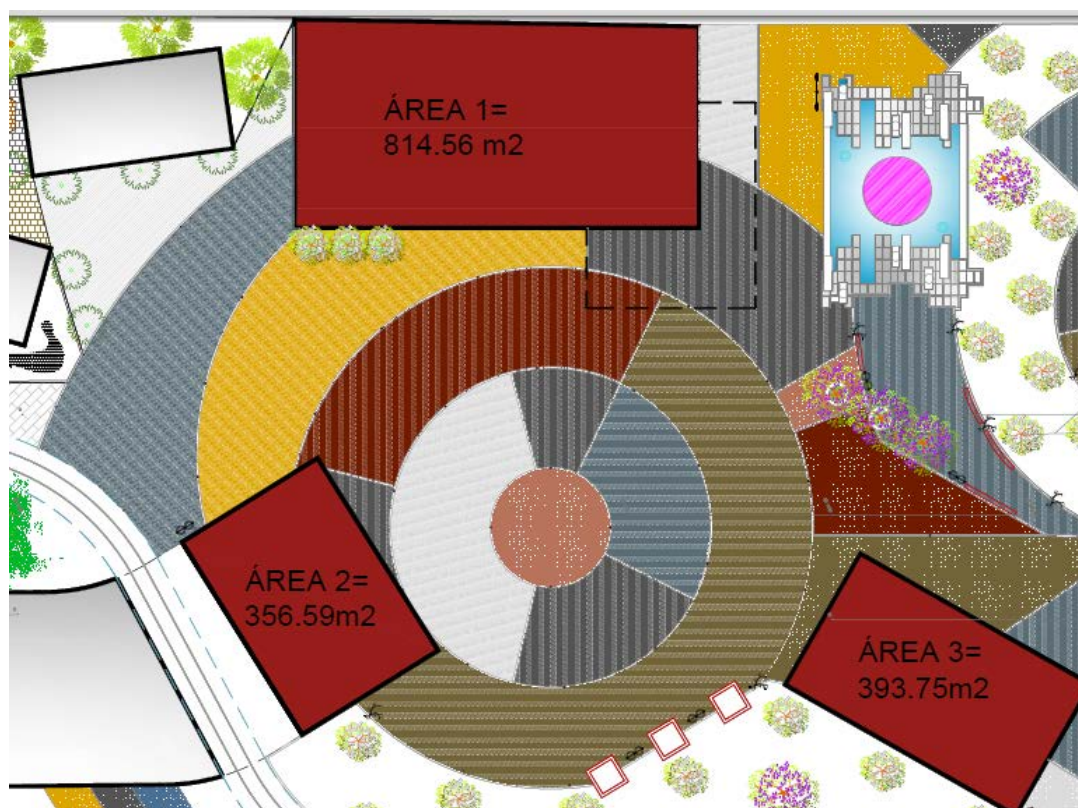 ÁREA 1=
814.56 m2
ÁREA 2=
356.59m2
ÁREA 3=
393.75m2